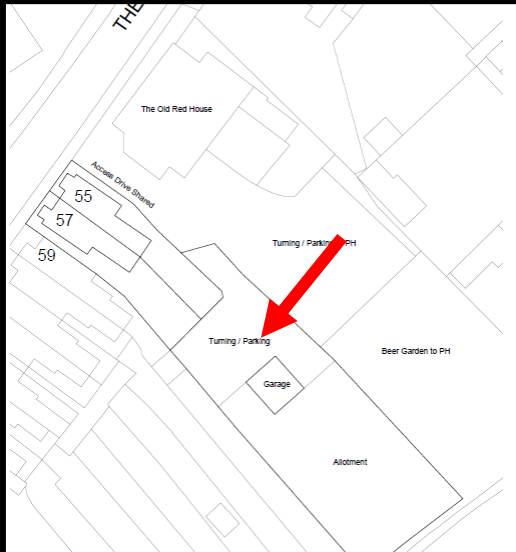 THE
The Old Red House
Access Drive Shared
55
57
59
Turning / Parking PH
Turning / Parking
Beer Garden to PH
Garage
Allotment